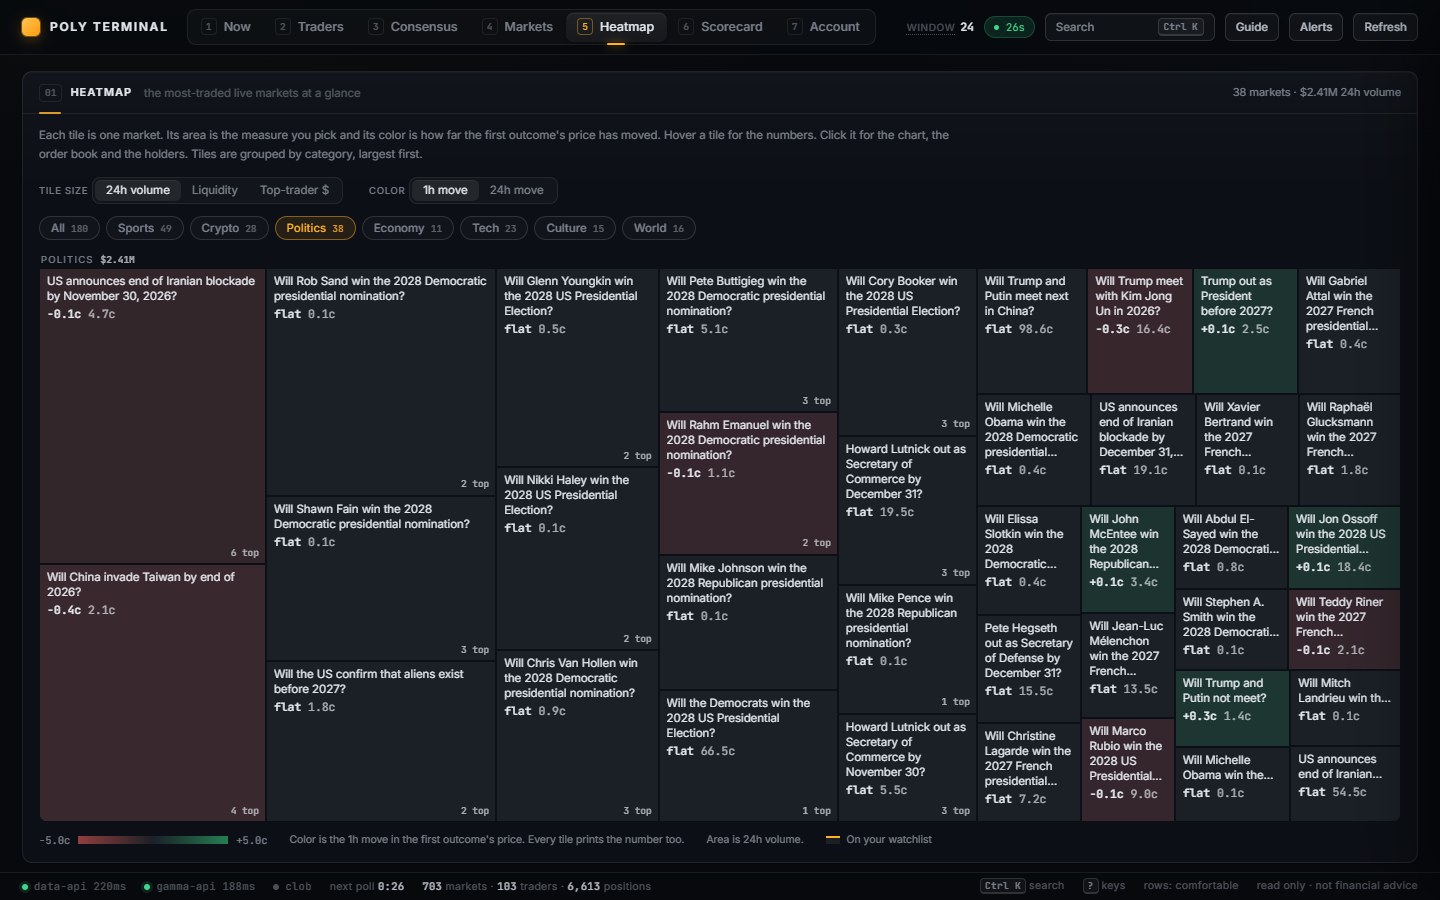 POLY TERMINAL
1 Now
2 Traders
3 Consensus
4 Markets
5 Heatmap
6 Scorecard
7 Account
WINDOW 24
26s
Search Ctrl K
Guide
Alerts
Refresh
01 HEATMAP the most-traded live markets at a glance
38 markets · $2.41M 24h volume
Each tile is one market. Its area is the measure you pick and its color is how far the first outcome's price has moved. Hover a tile for the numbers. Click it for the chart, the
order book and the holders. Tiles are grouped by category, largest first.
TILE SIZE 24h volume Liquidity Top-trader $ COLOR 1h move 24h move
All 180 Sports 49 Crypto 28 Politics 38 Economy 11 Tech 23 Culture 15 World 16
POLITICS $2.41M
US announces end of Iranian blockade
by November 30, 2026?
-0.1c 4.7c
6 top
Will China invade Taiwan by end of
2026?
-0.4c 2.1c
4 top
Will Rob Sand win the 2028 Democratic
presidential nomination?
flat 0.1c
2 top
Will Shawn Fain win the 2028
Democratic presidential nomination?
flat 0.1c
3 top
Will the US confirm that aliens exist
before 2027?
flat 1.8c
2 top
Will Glenn Youngkin win
the 2028 US Presidential
Election?
flat 0.5c
2 top
Will Nikki Haley win the
2028 US Presidential
Election?
flat 0.1c
2 top
Will Chris Van Hollen win
the 2028 Democratic
presidential nomination?
flat 0.9c
3 top
Will Pete Buttigieg win the
2028 Democratic presidential
nomination?
flat 5.1c
3 top
Will Rahm Emanuel win the
2028 Democratic presidential
nomination?
-0.1c 1.1c
2 top
Will Mike Johnson win the
2028 Republican presidential
nomination?
flat 0.1c
Will the Democrats win the
2028 US Presidential
Election?
flat 66.5c
1 top
Will Cory Booker win
the 2028 US
Presidential Election?
flat 0.3c
3 top
Howard Lutnick out as
Secretary of
Commerce by
December 31?
flat 19.5c
3 top
Will Mike Pence win
the 2028 Republican
presidential
nomination?
flat 0.1c
1 top
Howard Lutnick out as
Secretary of
Commerce by
November 30?
flat 5.5c
3 top
Will Trump and
Putin meet next
in China?
flat 98.6c
Will Trump meet
with Kim Jong
Un in 2026?
-0.3c 16.4c
Trump out as
President
before 2027?
+0.1c 2.5c
Will Gabriel
Attal win the
2027 French
presidential...
flat 0.4c
Will Michelle
Obama win the
2028 Democratic
presidential...
flat 0.4c
US announces
end of Iranian
blockade by
December 31,...
flat 19.1c
Will Xavier
Bertrand win
the 2027
French...
flat 0.1c
Will Raphaël
Glucksmann
win the 2027
French...
flat 1.8c
Will Elissa
Slotkin win the
2028
Democratic...
flat 0.4c
Pete Hegseth
out as Secretary
of Defense by
December 31?
flat 15.5c
Will Christine
Lagarde win the
2027 French
presidential...
flat 7.2c
Will John
McEntee win
the 2028
Republican...
+0.1c 3.4c
Will Jean-Luc
Mélenchon
win the 2027
French...
flat 13.5c
Will Marco
Rubio win the
2028 US
Presidential...
-0.1c 9.0c
Will Abdul El-
Sayed win the
2028 Democrati...
flat 0.8c
Will Stephen A.
Smith win the
2028 Democrati...
flat 0.1c
Will Trump and
Putin not meet?
+0.3c 1.4c
Will Michelle
Obama win the...
flat 0.1c
Will Jon Ossoff
win the 2028 US
Presidential...
+0.1c 18.4c
Will Teddy Riner
win the 2027
French...
-0.1c 2.1c
Will Mitch
Landrieu win th...
flat 0.1c
US announces
end of Iranian...
flat 54.5c
-5.0c +5.0c Color is the 1h move in the first outcome's price. Every tile prints the number too. Area is 24h volume. On your watchlist
data-api 220ms gamma-api 188ms clob next poll 0:26 703 markets · 103 traders · 6,613 positions
Ctrl K search ? keys rows: comfortable read only · not financial advice